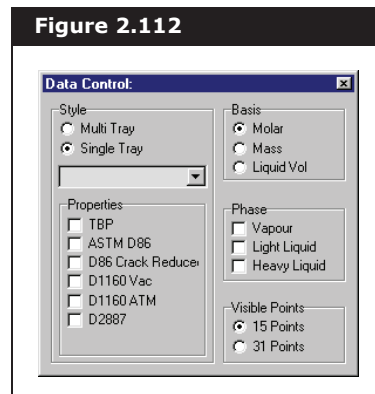 Figure 2.112
Data Control:
Style
Multi Tray
Single Tray
Properties
TBP
ASTM D86
D86 Crack Reduce
D1160 Vac
D1160 ATM
D2887
Basis
Molar
Mass
Liquid Vol
Phase
Vapour
Light Liquid
Heavy Liquid
Visible Points
15 Points
31 Points